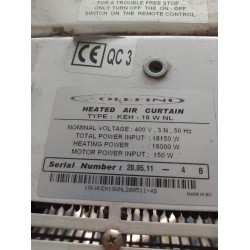 FOR A TROUBLE FREE STOP,
ONLY TURN OFF THE ON - OFF
SWITCH ON THE REMOTE CONTROL
CE QC 3
OLEFINI
HEATED AIR CURTAIN
TYPE : KEH - 19 W NL
NOMINAL VOLTAGE : 400 V, 3 N, 50 Hz
TOTAL POWER INPUT : 18150 W
HEATING POWER : 18000 W
MOTOR POWER INPUT : 150 W
Serial Number : 20.05.11 - 4 B